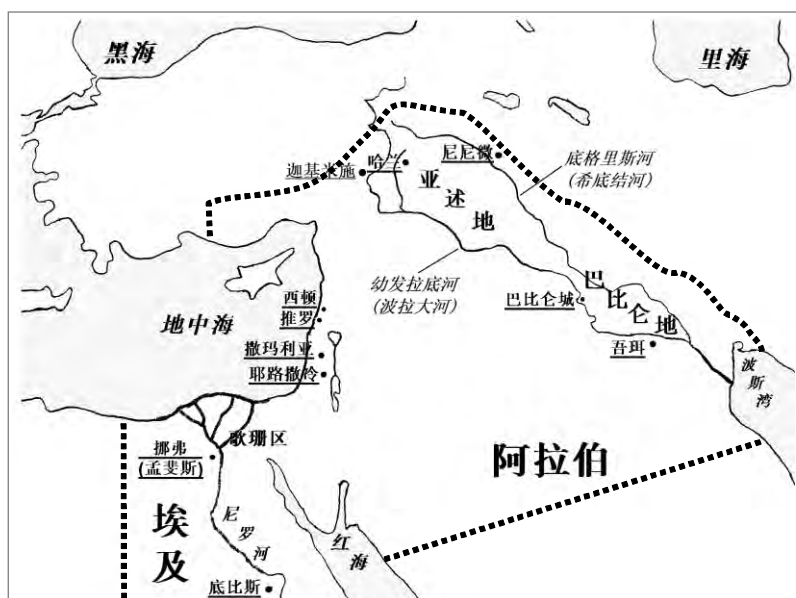 黑海
里海
迦基米施
哈兰
尼尼微
底格里斯河
(希底结河)
亚述地
幼发拉底河
(波拉大河)
巴比伦城
巴比伦地
吾珥
波斯湾
地中海
西顿
推罗
撒玛利亚
耶路撒冷
歌珊区
挪弗
(孟斐斯)
阿拉伯
埃及
尼罗河
红海
底比斯